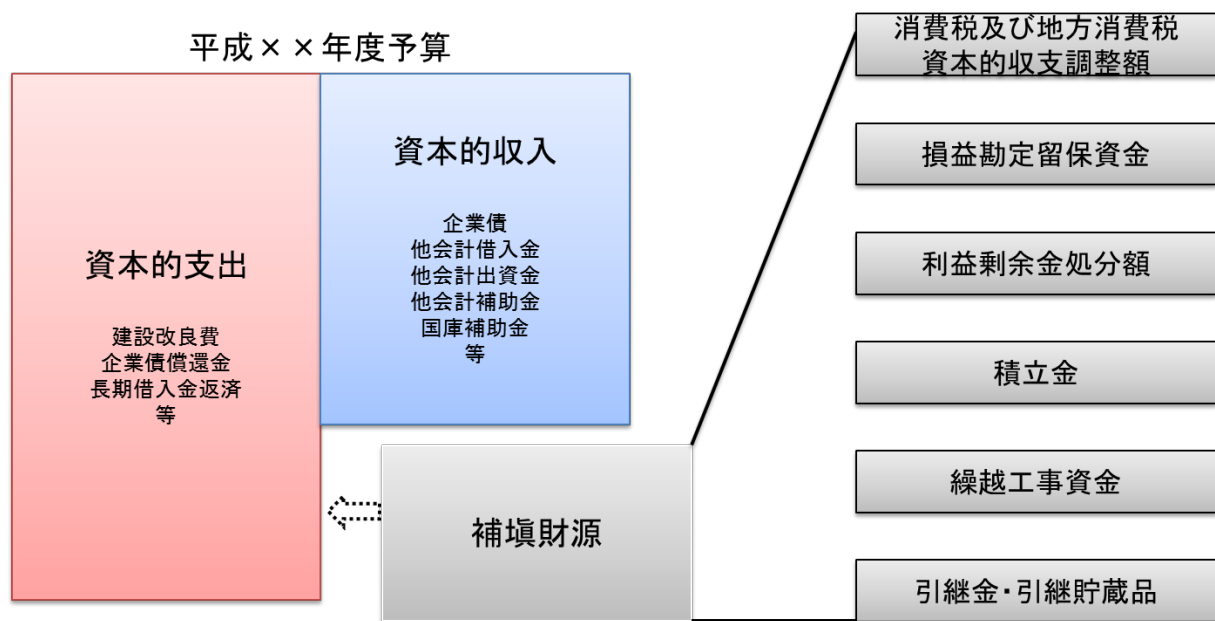 平成××年度予算
資本的支出
建設改良費
企業債償還金
長期借入金返済
等
資本的収入
企業債
他会計借入金
他会計出資金
他会計補助金
国庫補助金
等
補塡財源
消費税及び地方消費税
資本的収支調整額
損益勘定留保資金
利益剰余金処分額
積立金
繰越工事資金
引継金・引継貯蔵品